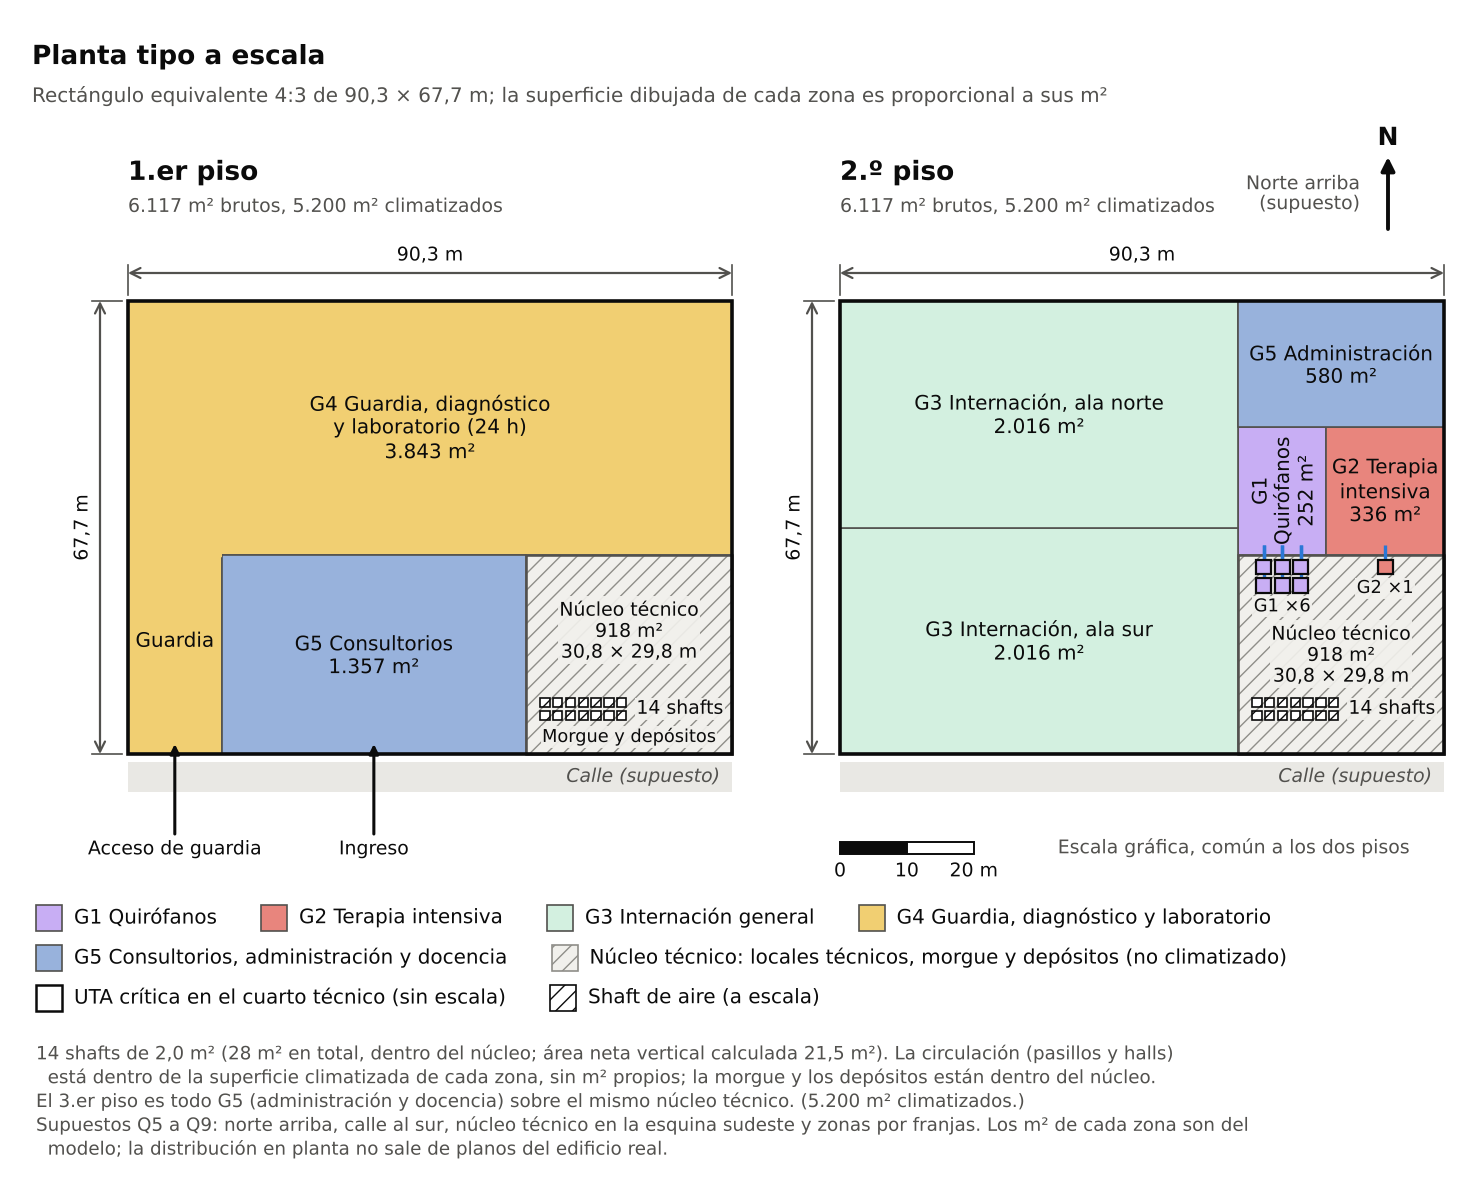 Planta tipo a escala
Rectángulo equivalente 4:3 de 90,3 × 67,7 m; la superficie dibujada de cada zona es proporcional a sus m²
N
Norte arriba
(supuesto)
1.er piso
6.117 m² brutos, 5.200 m² climatizados
90,3 m
67,7 m
G4 Guardia, diagnóstico
y laboratorio (24 h)
3.843 m²
Guardia
G5 Consultorios
1.357 m²
Núcleo técnico
918 m²
30,8 × 29,8 m
14 shafts
Morgue y depósitos
Calle (supuesto)
Acceso de guardia
Ingreso
2.º piso
6.117 m² brutos, 5.200 m² climatizados
90,3 m
67,7 m
G3 Internación, ala norte
2.016 m²
G5 Administración
580 m²
G1
Quirófanos
252 m²
G2 Terapia
intensiva
336 m²
G3 Internación, ala sur
2.016 m²
G1 ×6
G2 ×1
Núcleo técnico
918 m²
30,8 × 29,8 m
14 shafts
Calle (supuesto)
0 10 20 m
Escala gráfica, común a los dos pisos
G1 Quirófanos
G2 Terapia intensiva
G3 Internación general
G4 Guardia, diagnóstico y laboratorio
G5 Consultorios, administración y docencia
Núcleo técnico: locales técnicos, morgue y depósitos (no climatizado)
UTA crítica en el cuarto técnico (sin escala)
Shaft de aire (a escala)
14 shafts de 2,0 m² (28 m² en total, dentro del núcleo; área neta vertical calculada 21,5 m²). La circulación (pasillos y halls)
está dentro de la superficie climatizada de cada zona, sin m² propios; la morgue y los depósitos están dentro del núcleo.
El 3.er piso es todo G5 (administración y docencia) sobre el mismo núcleo técnico. (5.200 m² climatizados.)
Supuestos Q5 a Q9: norte arriba, calle al sur, núcleo técnico en la esquina sudeste y zonas por franjas. Los m² de cada zona son del
modelo; la distribución en planta no sale de planos del edificio real.